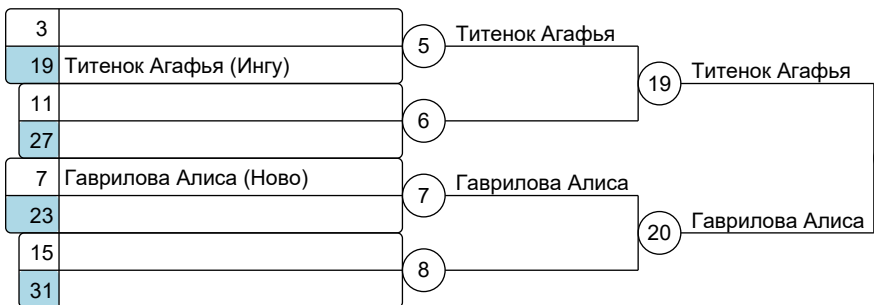 3
5 Титенок Агафья
19 Титенок Агафья (Ингу)
19 Титенок Агафья
11
6
27
7 Гаврилова Алиса (Ново)
7 Гаврилова Алиса
23
20 Гаврилова Алиса
15
8
31